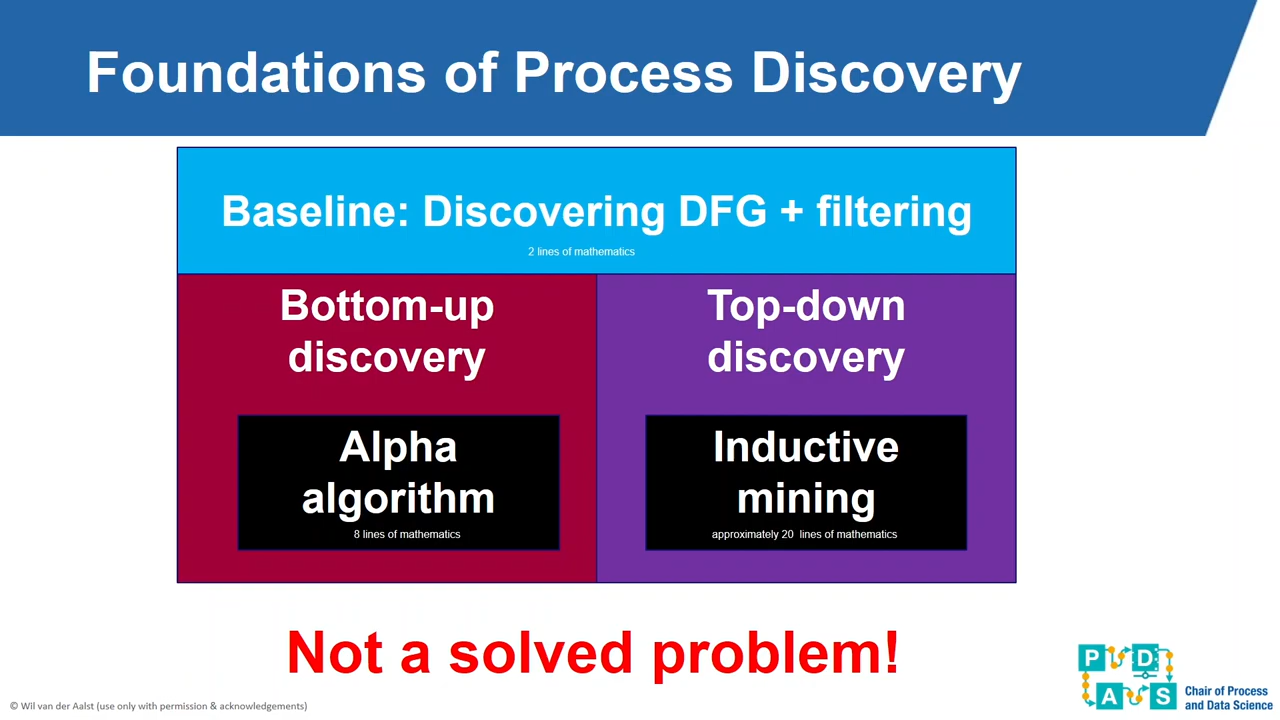 Foundations of Process Discovery
Baseline: Discovering DFG + filtering
2 lines of mathematics
Bottom-up
discovery
Alpha
algorithm
8 lines of mathematics
Top-down
discovery
Inductive
mining
approximately 20  lines of mathematics
Not a solved problem!
© Wil van der Aalst (use only with permission & acknowledgements)
P D
A S
Chair of Process
and Data Science